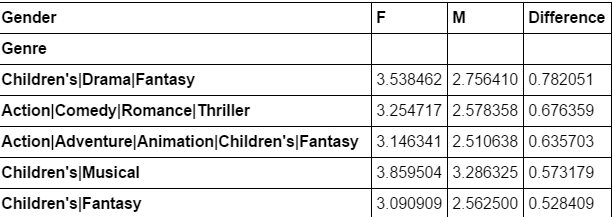 Gender F M Difference
Genre
Children's|Drama|Fantasy 3.538462 2.756410 0.782051
Action|Comedy|Romance|Thriller 3.254717 2.578358 0.676359
Action|Adventure|Animation|Children's|Fantasy 3.146341 2.510638 0.635703
Children's|Musical 3.859504 3.286325 0.573179
Children's|Fantasy 3.090909 2.562500 0.528409